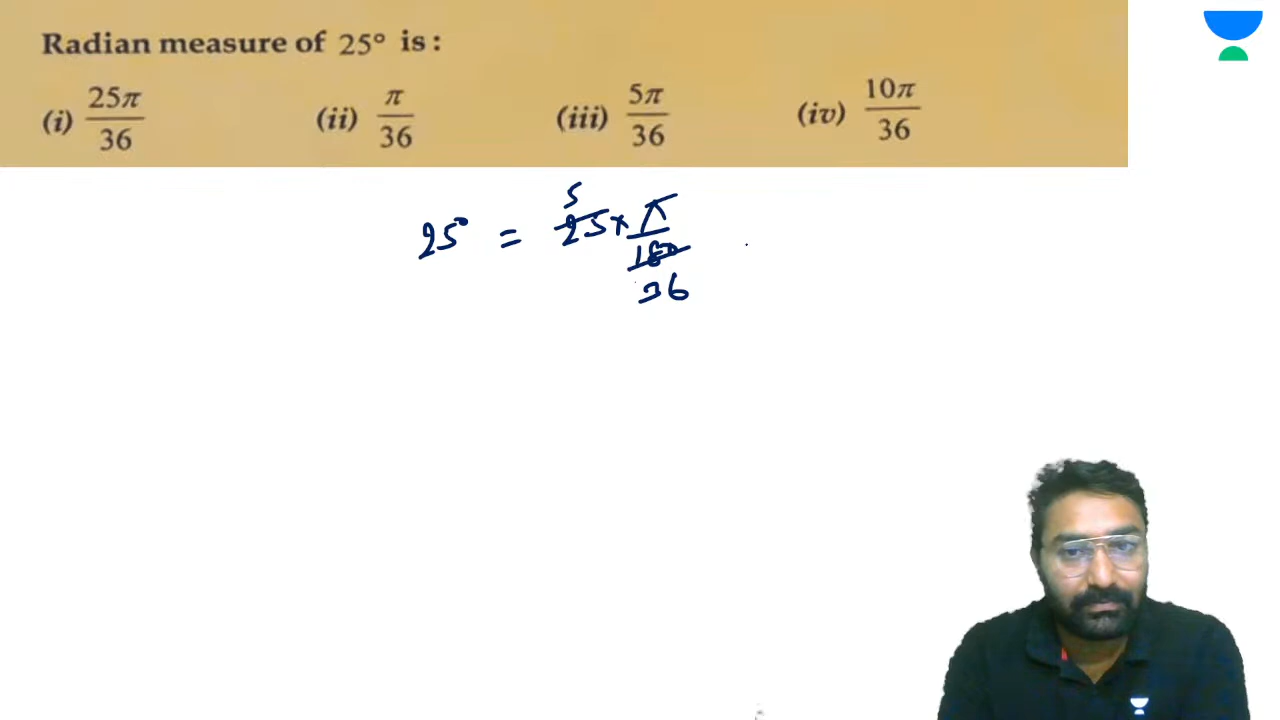 Radian measure of 25° is:
(i) 25π/36 (ii) π/36 (iii) 5π/36 (iv) 10π/36
5
25° = 25 × π/180
36